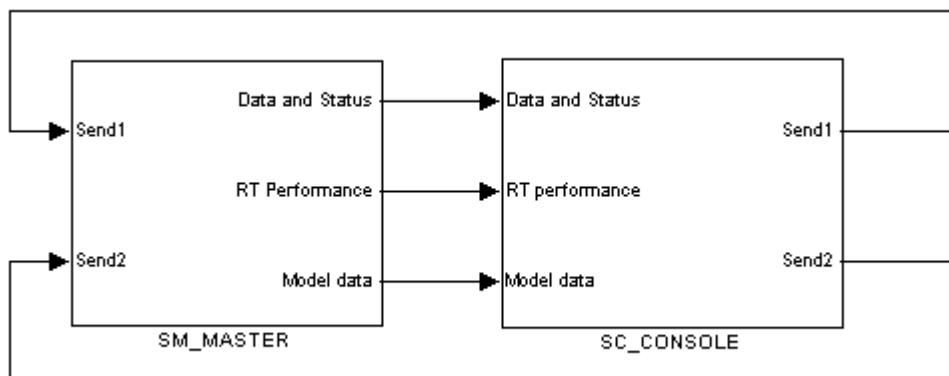 Data and Status
Send1
RT Performance
Send2
Model data
SM_MASTER
Data and Status
Send1
RT performance
Send2
Model data
SC_CONSOLE